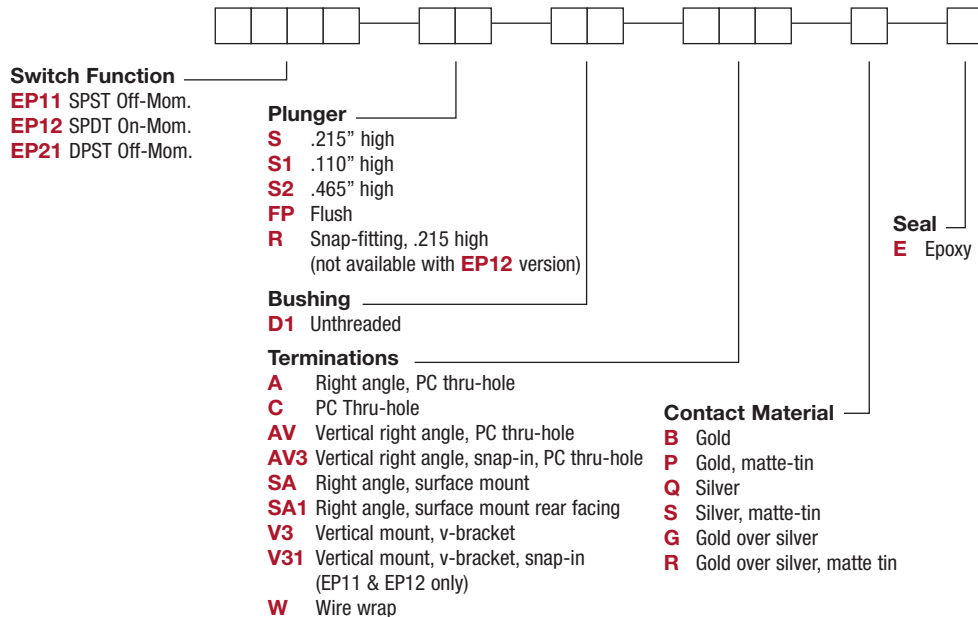 Switch Function
EP11 SPST Off-Mom.
EP12 SPDT On-Mom.
EP21 DPST Off-Mom.
Plunger
S .215” high
S1 .110” high
S2 .465” high
FP Flush
R Snap-fitting, .215 high
(not available with EP12 version)
Bushing
D1 Unthreaded
Terminations
A Right angle, PC thru-hole
C PC Thru-hole
AV Vertical right angle, PC thru-hole
AV3 Vertical right angle, snap-in, PC thru-hole
SA Right angle, surface mount
SA1 Right angle, surface mount rear facing
V3 Vertical mount, v-bracket
V31 Vertical mount, v-bracket, snap-in
(EP11 & EP12 only)
W Wire wrap
Contact Material
B Gold
P Gold, matte-tin
Q Silver
S Silver, matte-tin
G Gold over silver
R Gold over silver, matte tin
Seal
E Epoxy